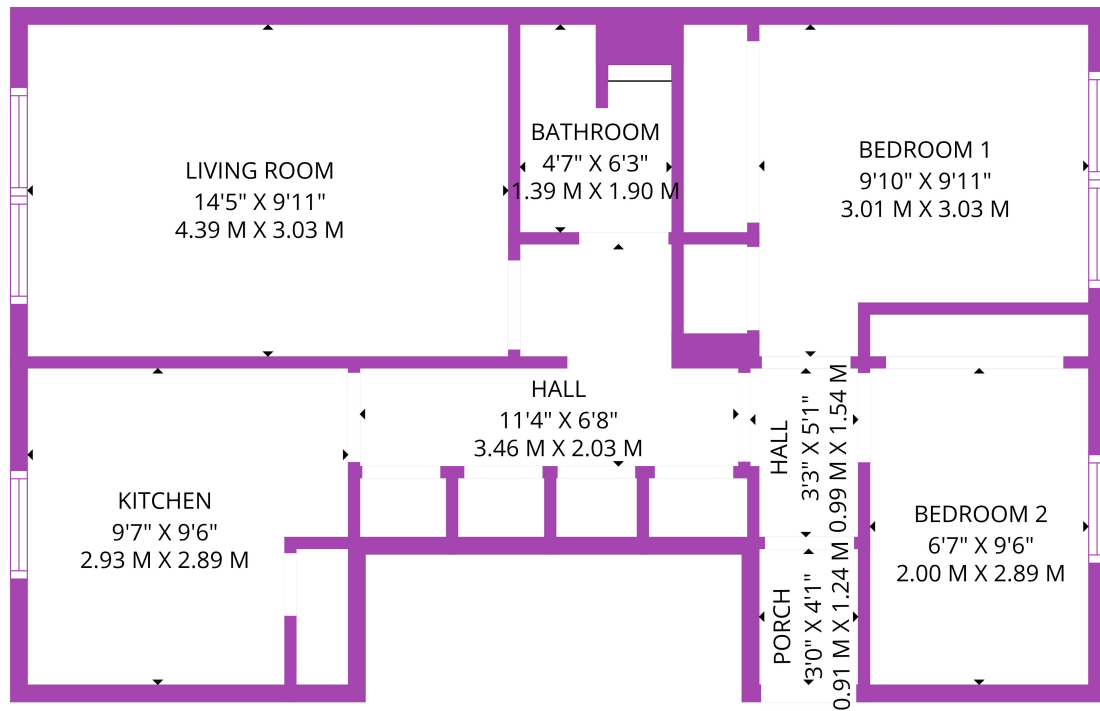 LIVING ROOM
14'5" X 9'11"
4.39 M X 3.03 M
BATHROOM
4'7" X 6'3"
1.39 M X 1.90 M
BEDROOM 1
9'10" X 9'11"
3.01 M X 3.03 M
HALL
11'4" X 6'8"
3.46 M X 2.03 M
HALL
3'3" X 5'1"
0.99 M X 1.54 M
KITCHEN
9'7" X 9'6"
2.93 M X 2.89 M
BEDROOM 2
6'7" X 9'6"
2.00 M X 2.89 M
PORCH
3'0" X 4'1"
0.91 M X 1.24 M